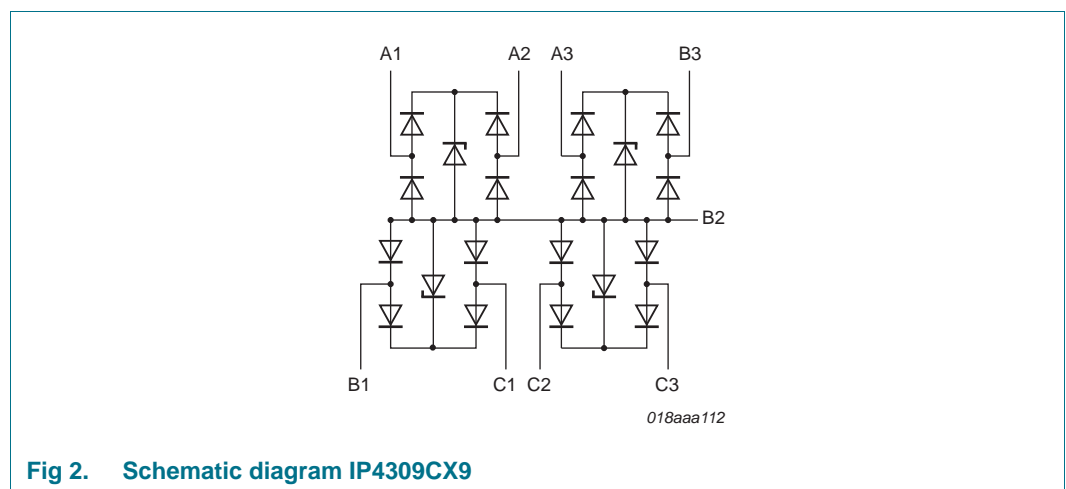 A1 A2 A3 B3
B2
B1 C1 C2 C3
018aaa112
Fig 2. Schematic diagram IP4309CX9